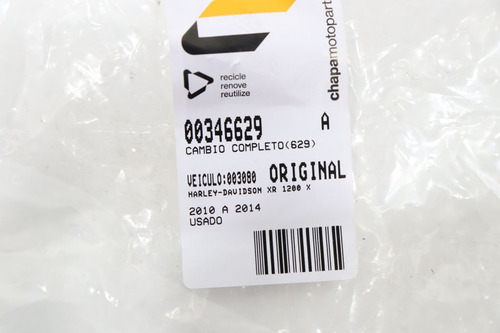 recicle
renove
reutilize
chapamotopart
00346629 A
CAMBIO COMPLETO(629)
VEICULO:003080 ORIGINAL
HARLEY-DAVIDSON XR 1200 X
2010 A 2014
USADO